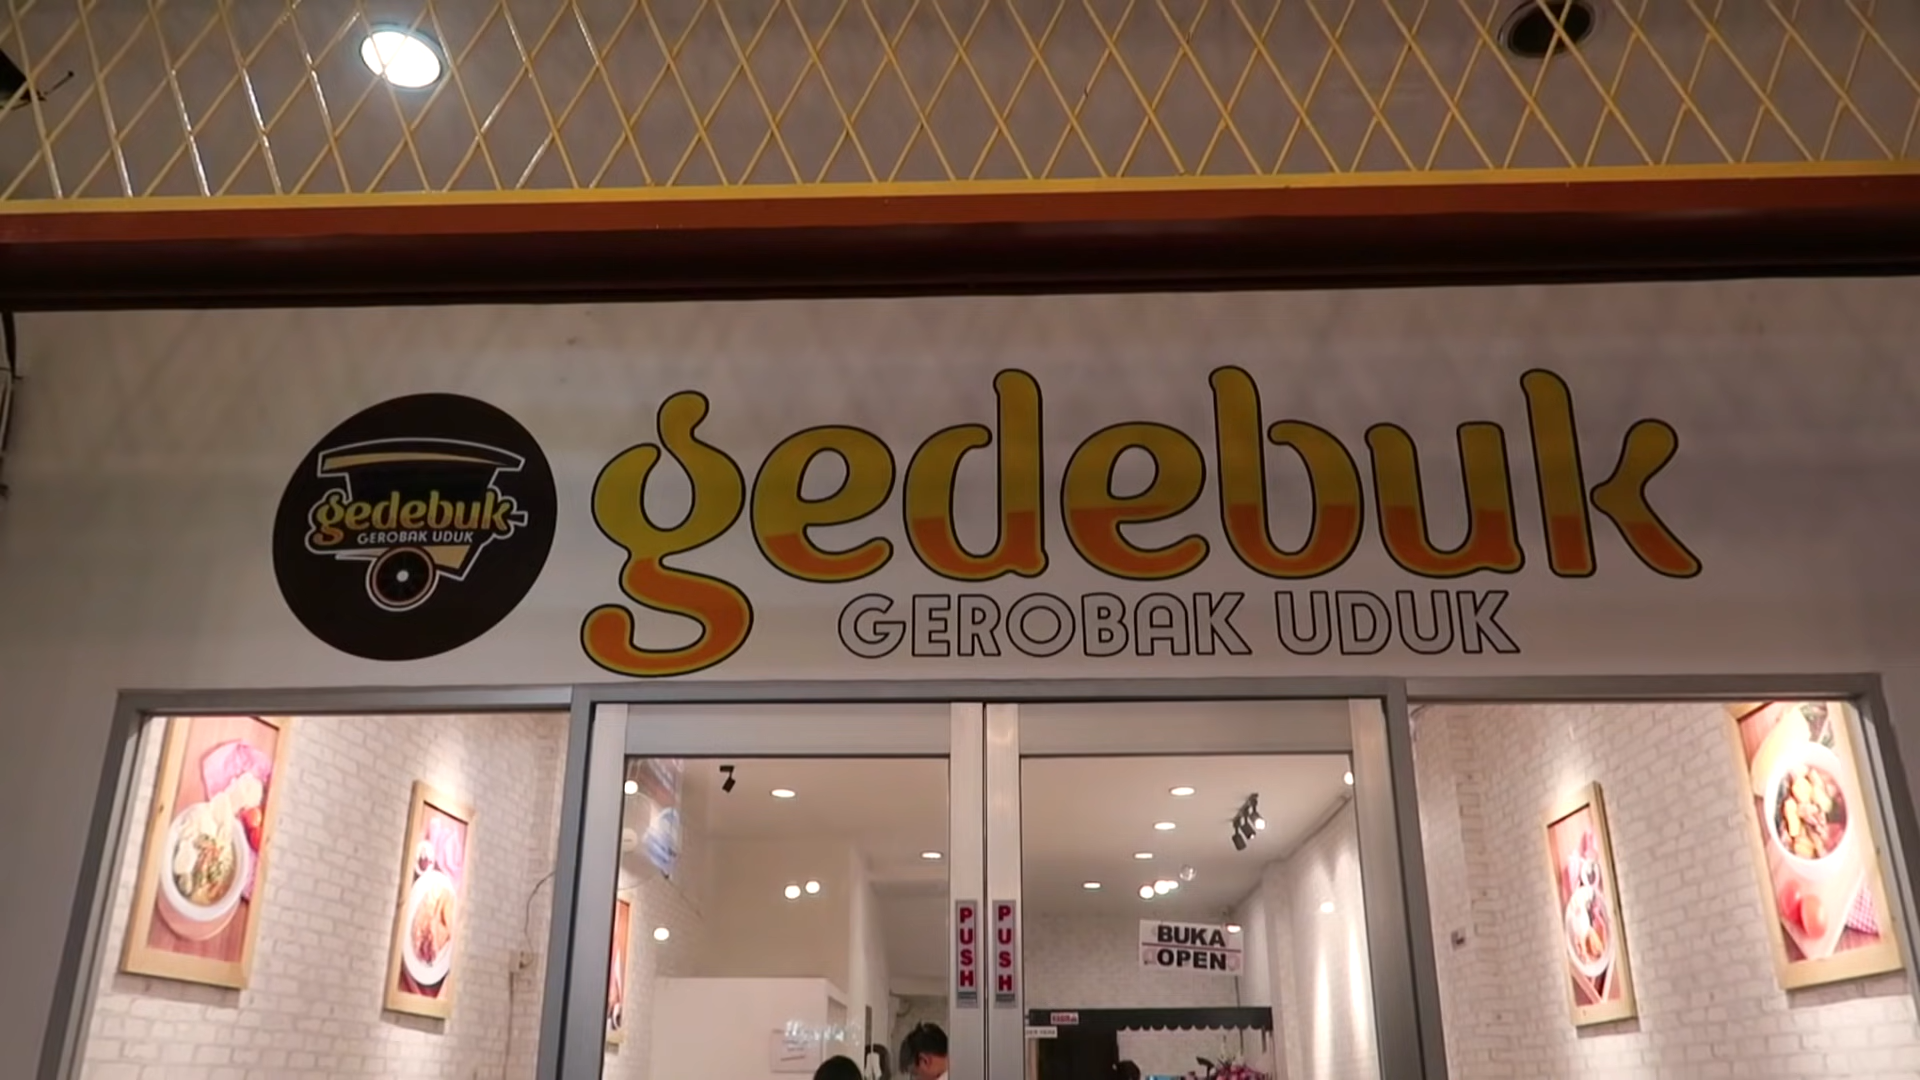 gedebuk
GEROBAK UDUK
gedebuk
GEROBAK UDUK
PUSH
PUSH
BUKA
OPEN